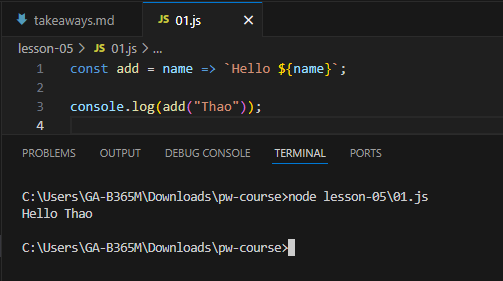 takeaways.md JS 01.js
lesson-05 > JS 01.js > ...
1 const add = name => `Hello ${name}`;
2
3 console.log(add("Thao"));
4
PROBLEMS OUTPUT DEBUG CONSOLE TERMINAL PORTS
C:\Users\GA-B365M\Downloads\pw-course>node lesson-05\01.js
Hello Thao
C:\Users\GA-B365M\Downloads\pw-course>